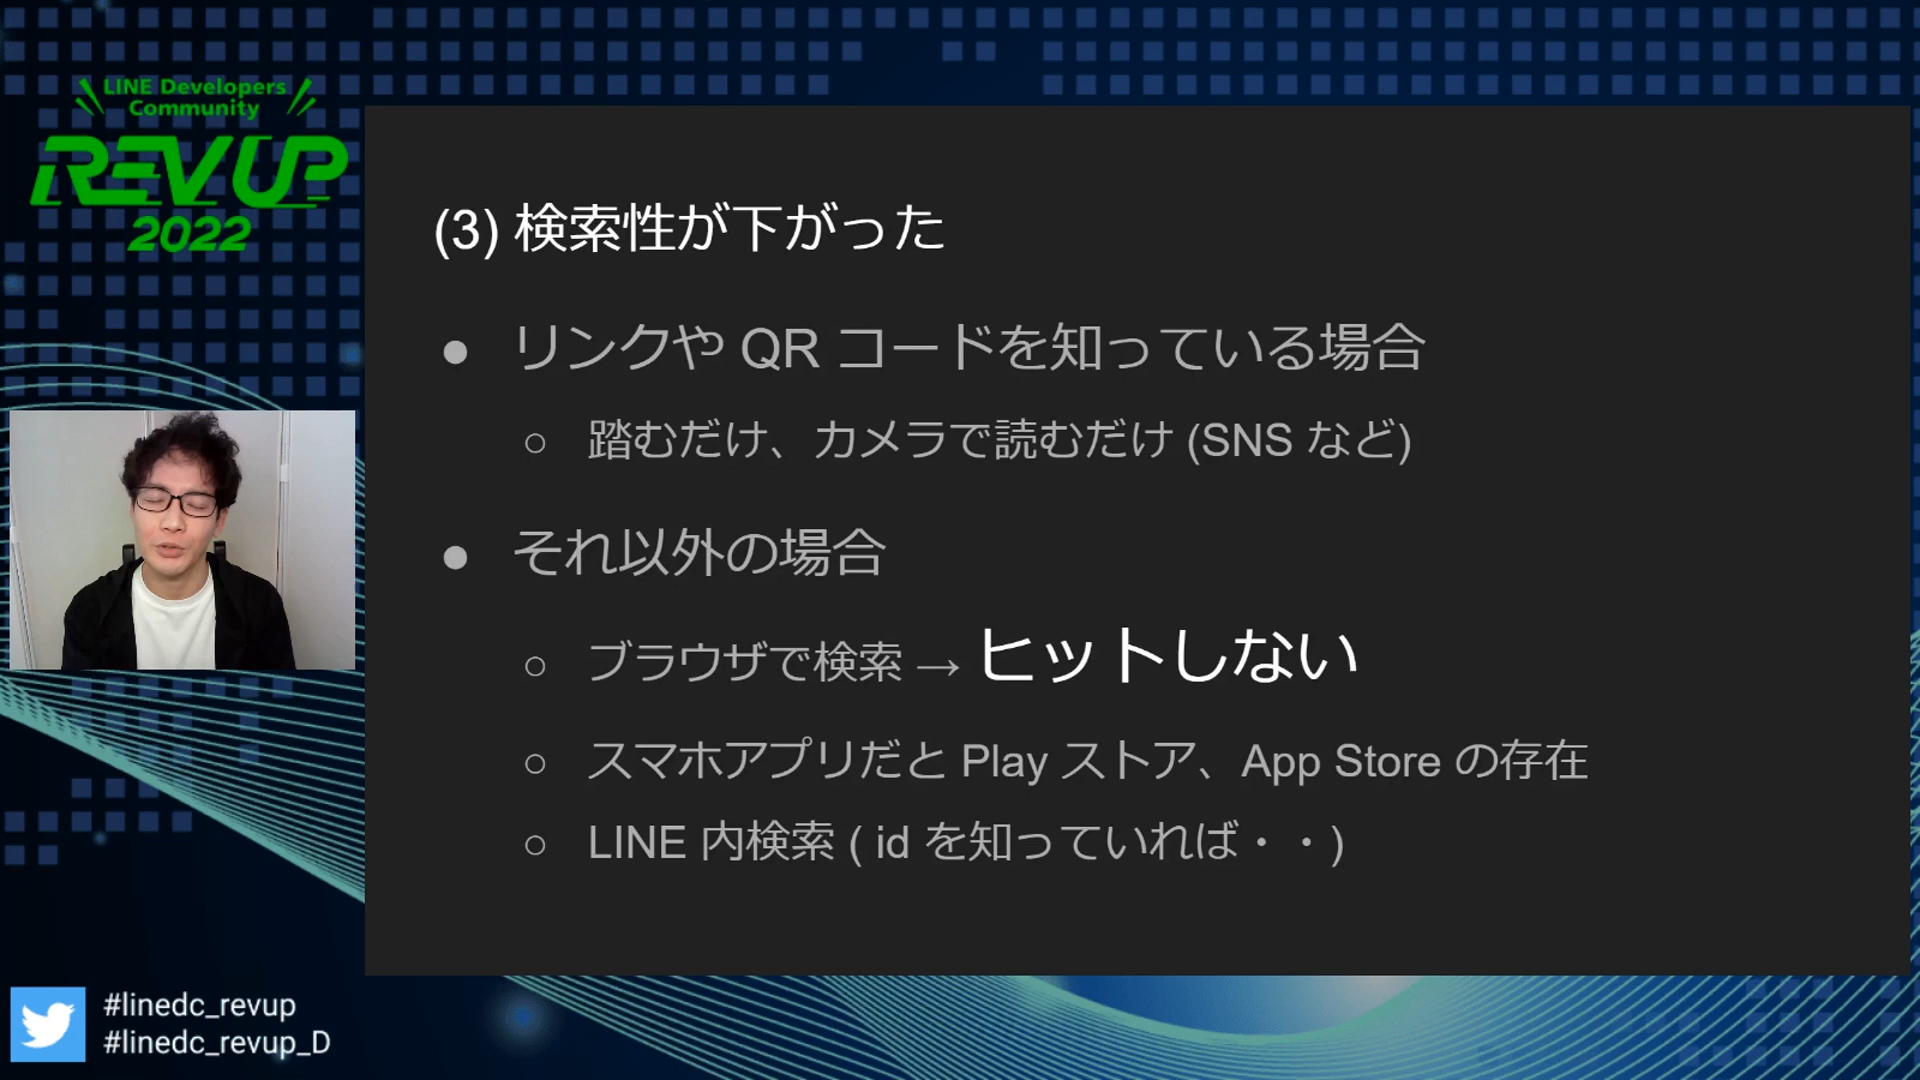 LINE Developers
Community
REVUP
2022
(3) 検索性が下がった
● リンクや QR コードを知っている場合
○ 踏むだけ、カメラで読むだけ (SNS など)
● それ以外の場合
○ ブラウザで検索 → ヒットしない
○ スマホアプリだと Play ストア、App Store の存在
○ LINE 内検索 ( id を知っていれば・・)
#linedc_revup
#linedc_revup_D